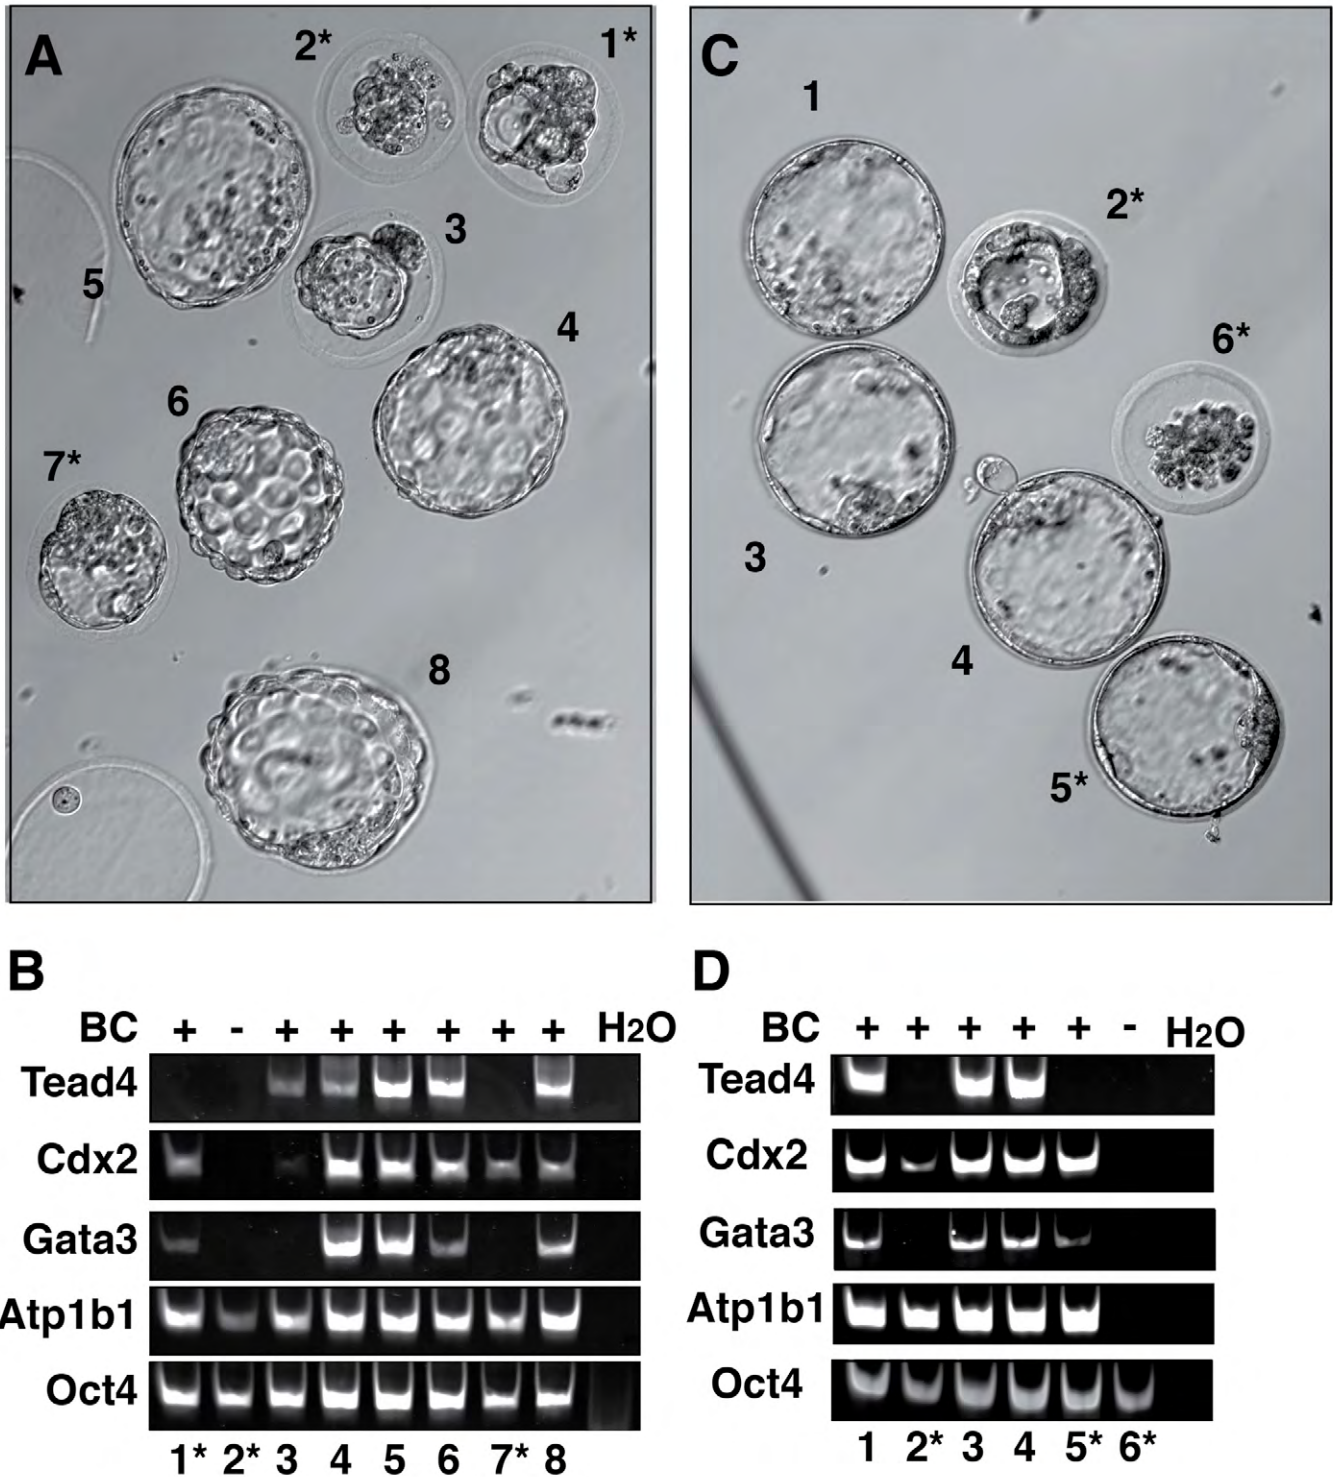 A
2*
1*
3
5
4
6
7*
8
C
1
2*
6*
3
4
5*
B
BC + - + + + + + + H2O
Tead4
Cdx2
Gata3
Atp1b1
Oct4
1* 2* 3 4 5 6 7* 8
D
BC + + + + + - H2O
Tead4
Cdx2
Gata3
Atp1b1
Oct4
1 2* 3 4 5* 6*